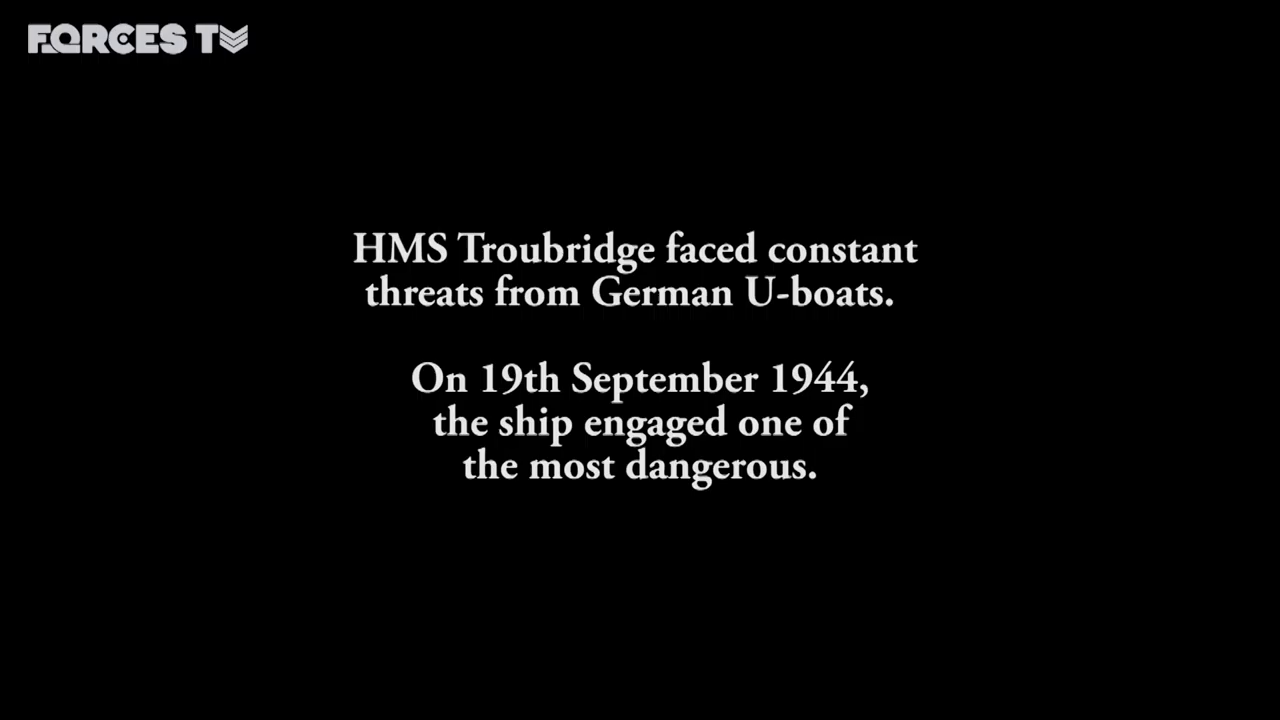 FORCES TV
HMS Troubridge faced constant
threats from German U-boats.
On 19th September 1944,
the ship engaged one of
the most dangerous.